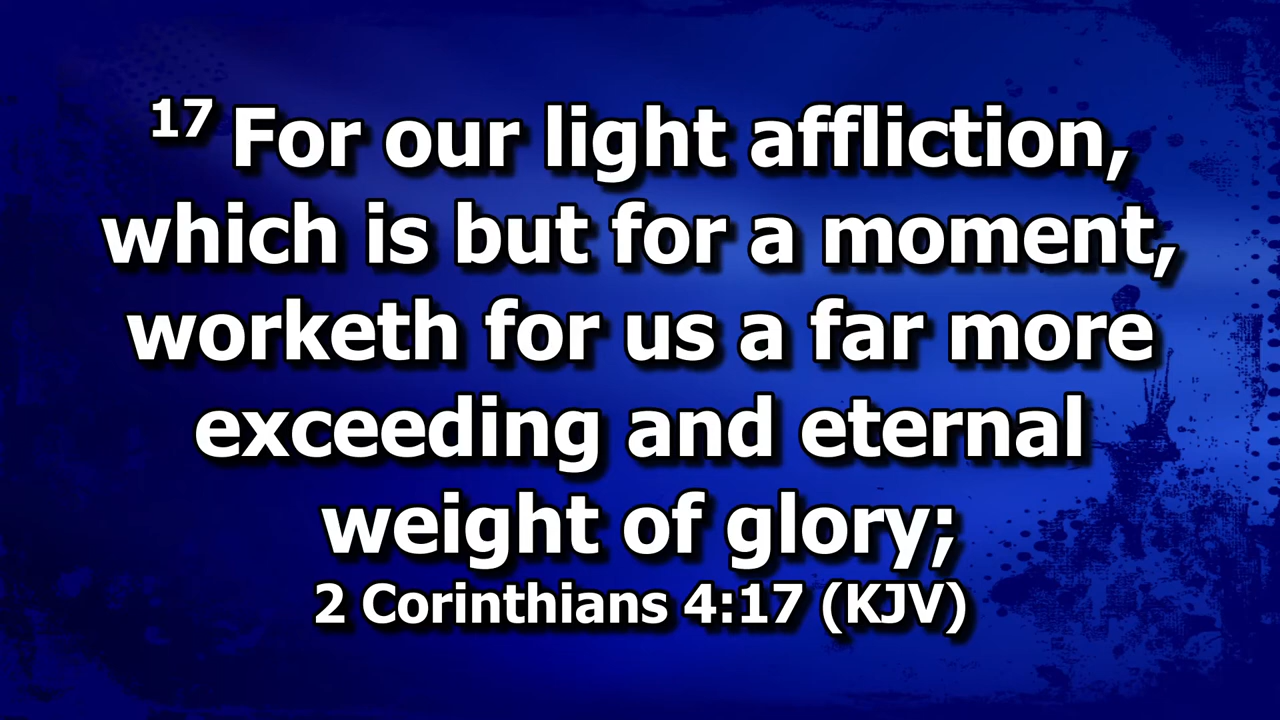 17 For our light affliction,
which is but for a moment,
worketh for us a far more
exceeding and eternal
weight of glory;
2 Corinthians 4:17 (KJV)